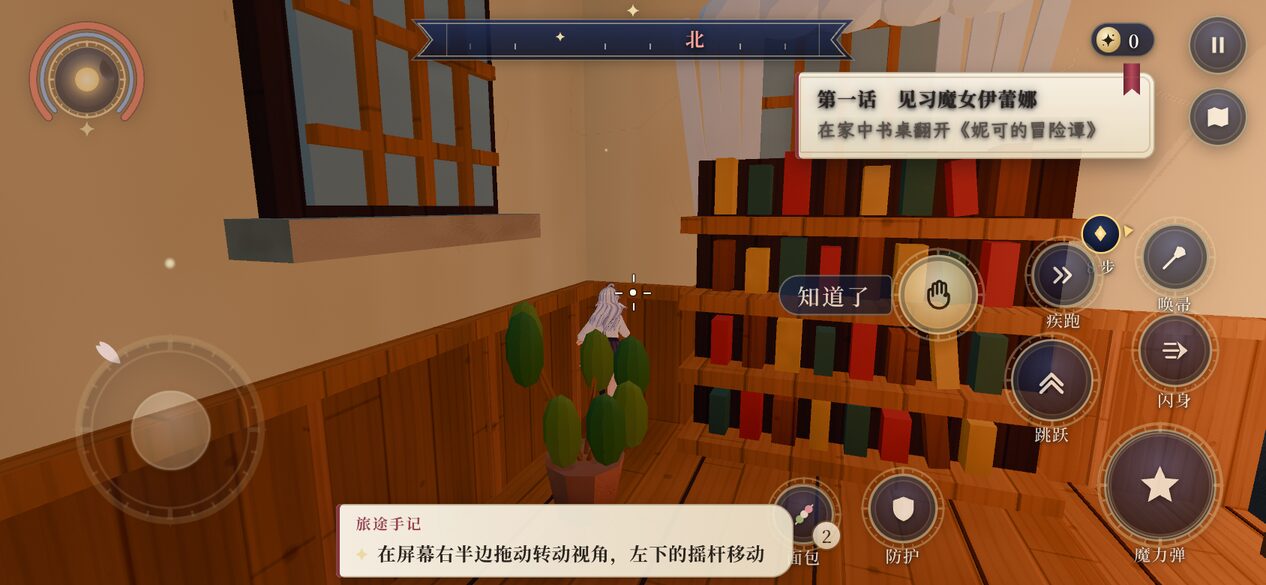 北
0
第一话 见习魔女伊蕾娜
在家中书桌翻开《妮可的冒险谭》
知道了
步
疾跑
唤帚
闪身
跳跃
魔力弹
防护
2
面包
旅途手记
在屏幕右半边拖动转动视角，左下的摇杆移动